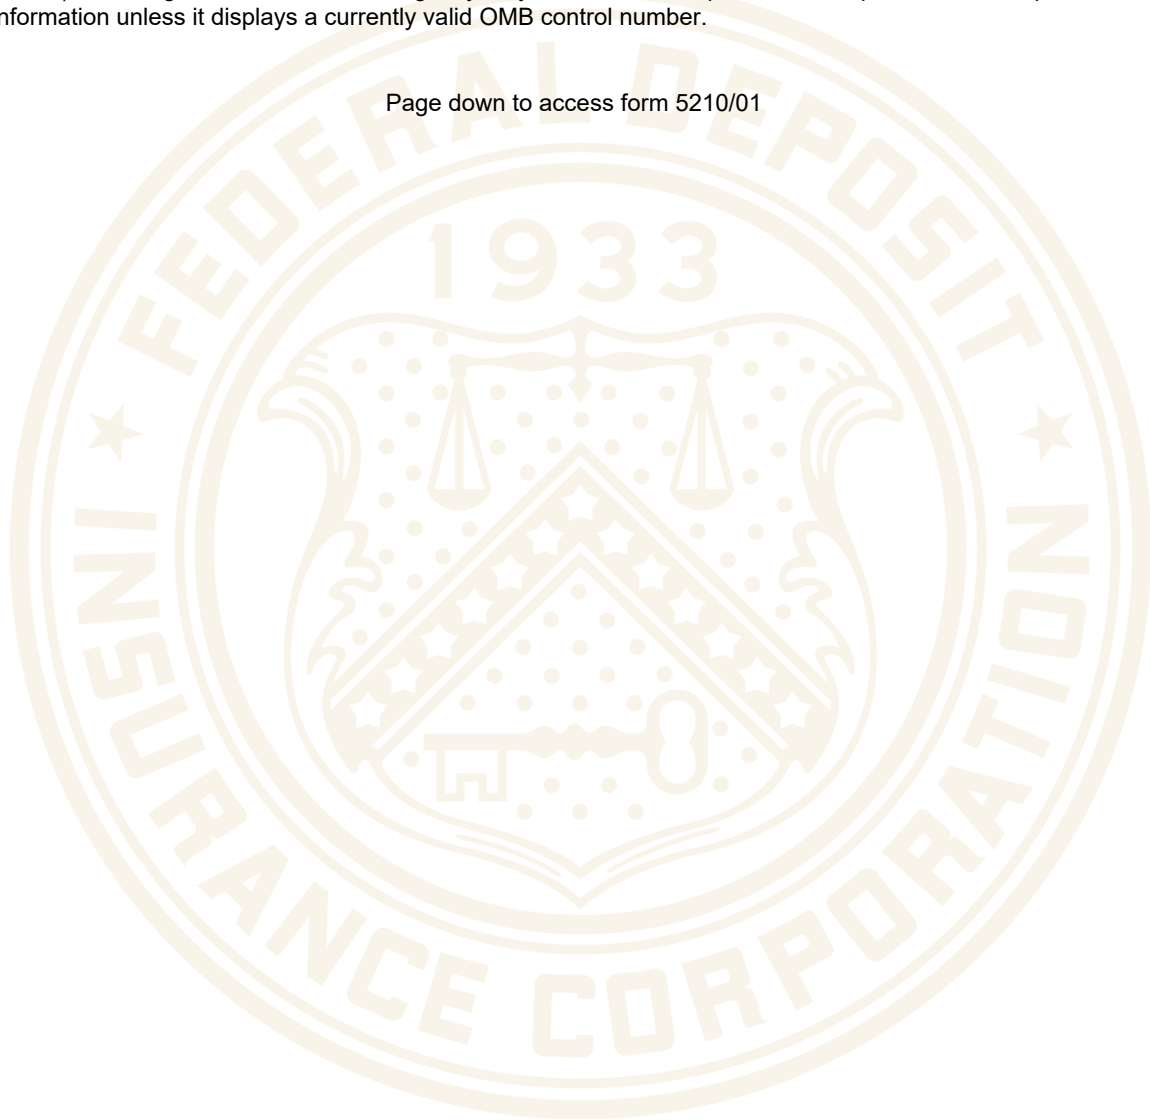 nformation unless it displays a currently valid OMB control number.
Page down to access form 5210/01
FEDERAL DEPOSIT
1933
INSURANCE CORPORATION